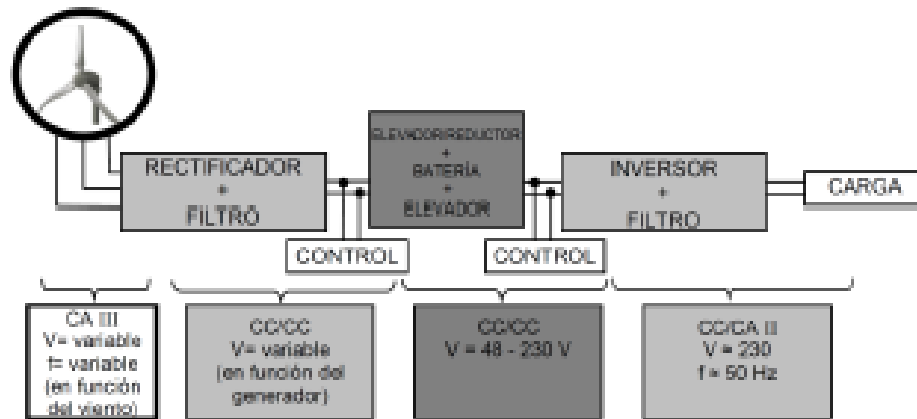 ELEVADOR/REDUCTOR
+
BATERÍA
+
ELEVADOR
RECTIFICADOR
+
FILTRO
INVERSOR
+
FILTRO
CARGA
CONTROL
CONTROL
CA III
V= variable
f= variable
(en función
del viento)
CC/CC
V= variable
(en función del
generador)
CC/CC
V = 48 - 230 V
CC/CA II
V = 230
f = 50 Hz